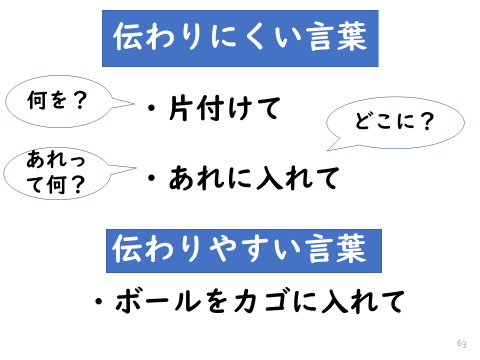 伝わりにくい言葉
何を？
・片付けて
どこに？
あれっ
て何？
・あれに入れて
伝わりやすい言葉
・ボールをカゴに入れて
63